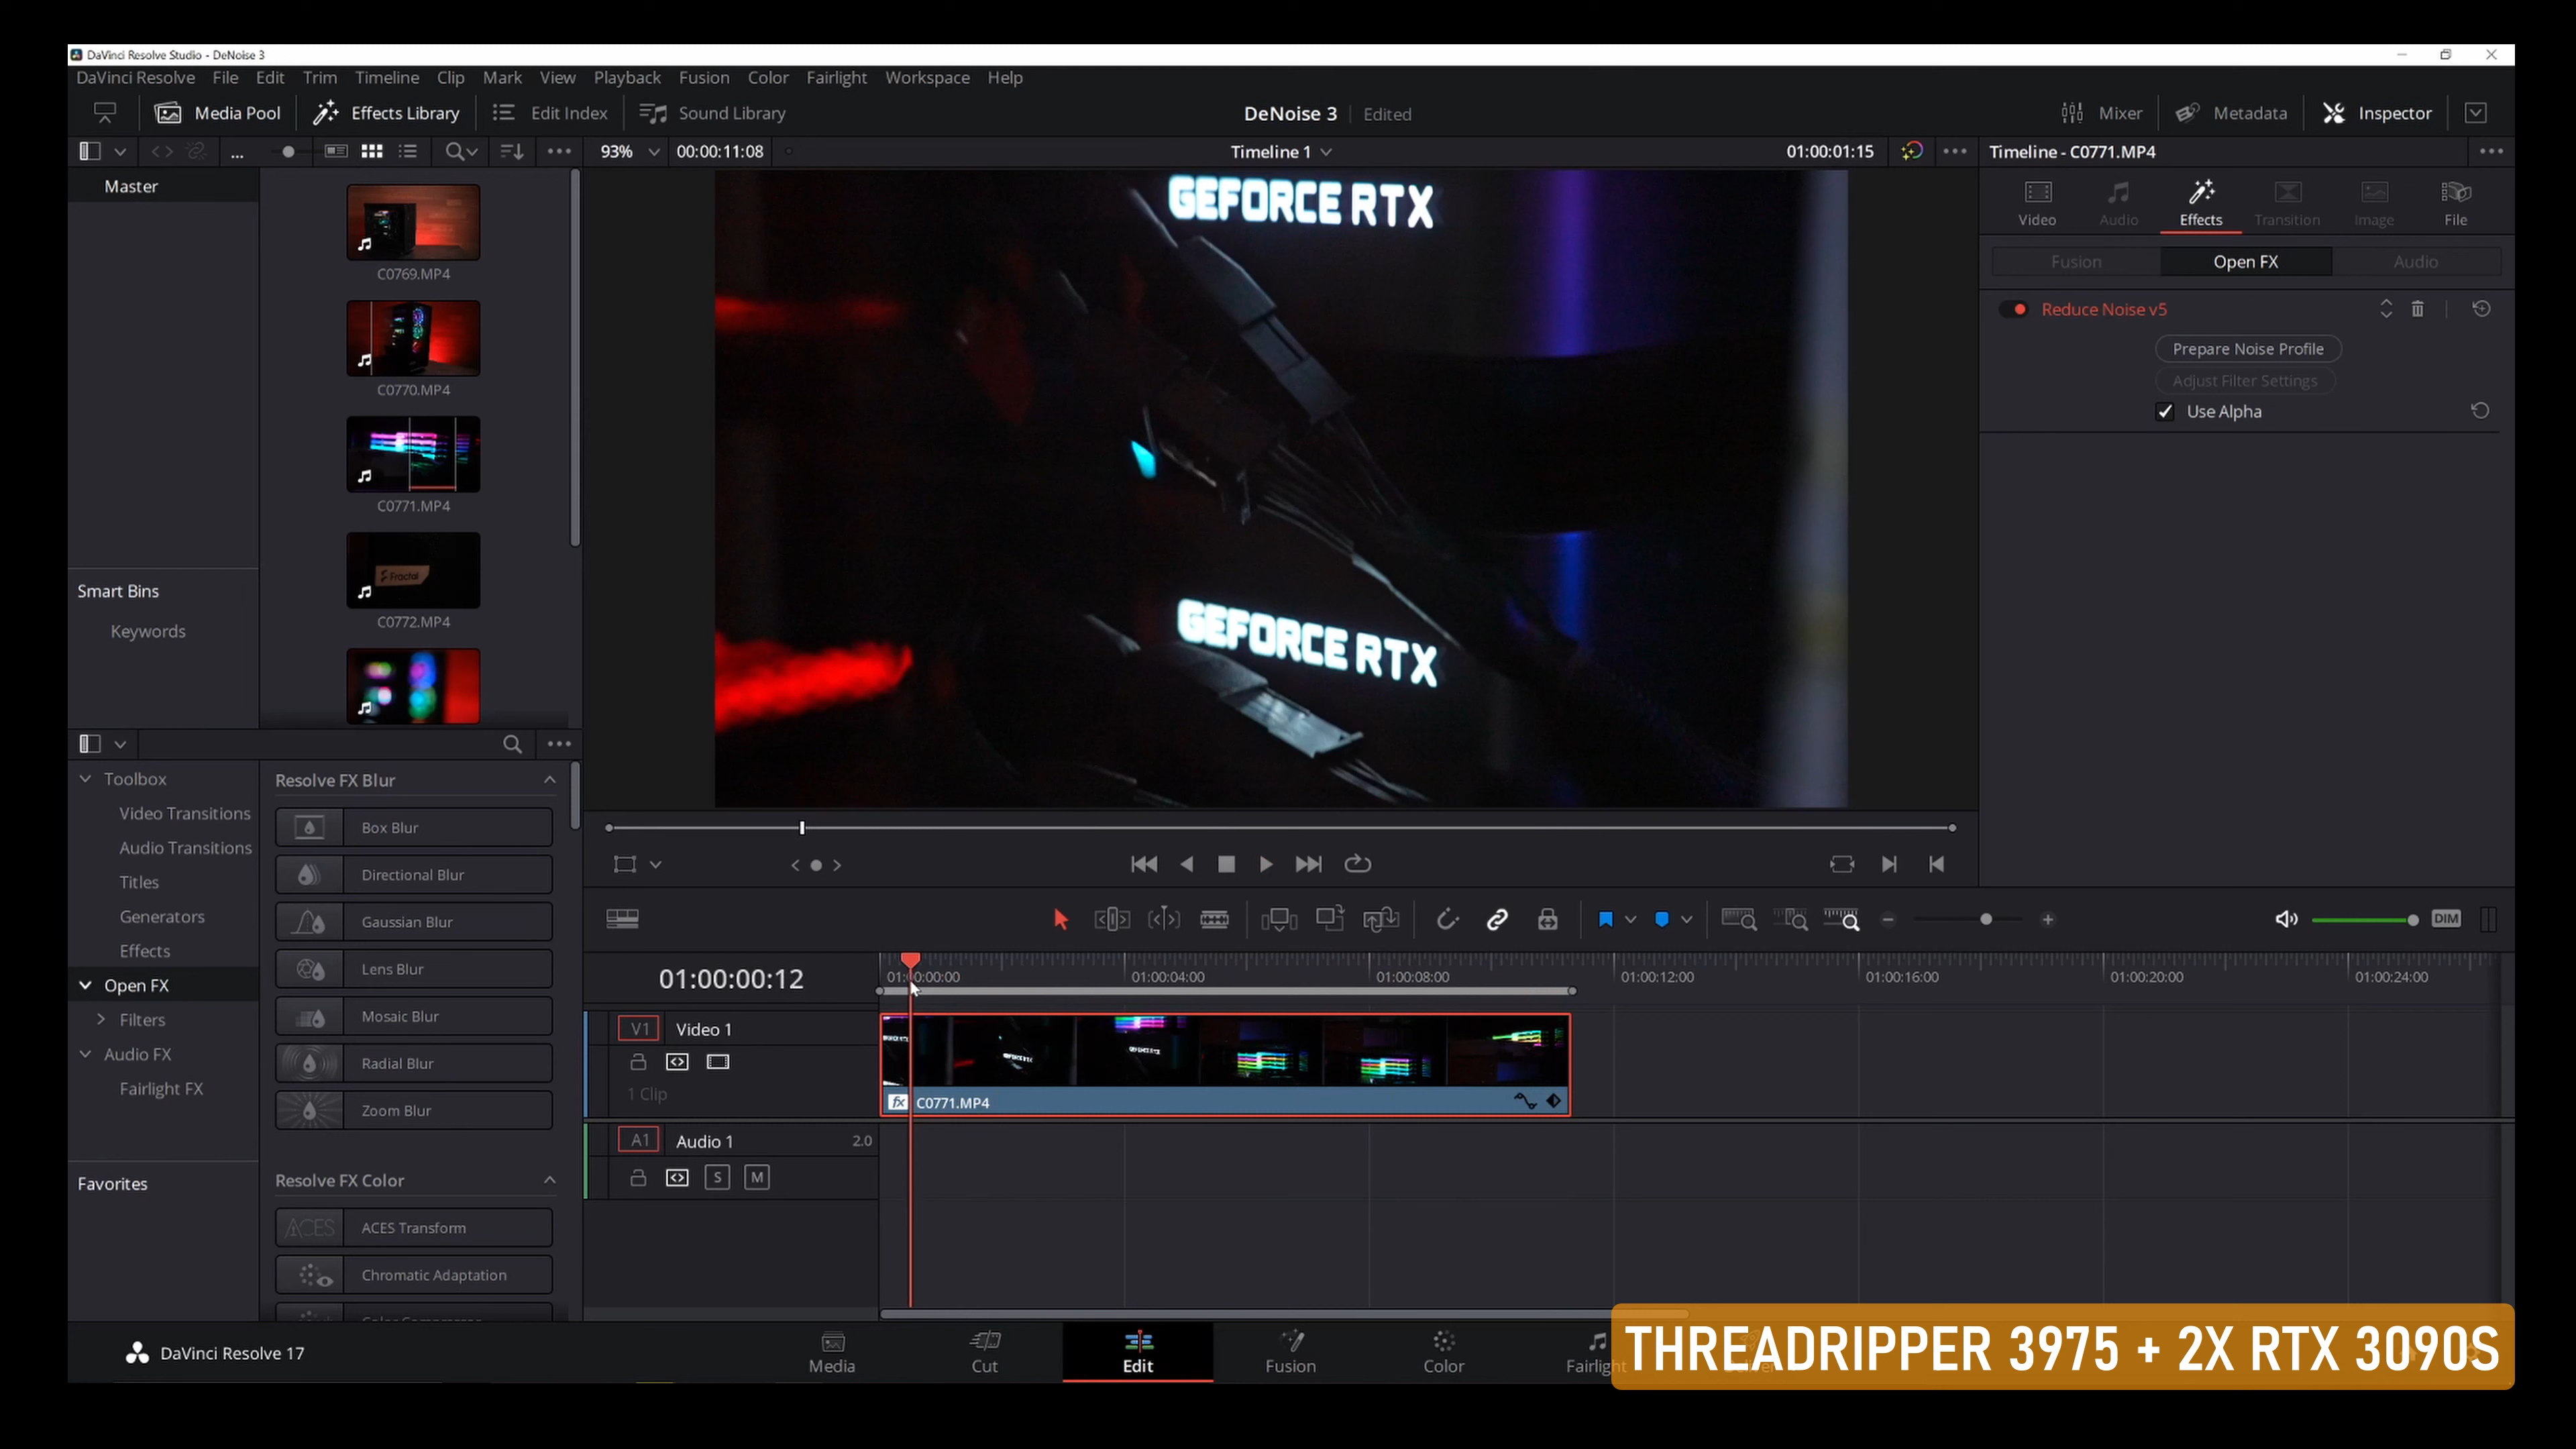 DaVinci Resolve Studio - DeNoise 3
DaVinci Resolve File Edit Trim Timeline Clip Mark View Playback Fusion Color Fairlight Workspace Help
Media Pool Effects Library Edit Index Sound Library DeNoise 3 Edited Mixer Metadata Inspector
... 93% 00:00:11:08 Timeline 1 01:00:01:15 Timeline - C0771.MP4
Master
C0769.MP4
C0770.MP4
C0771.MP4
Fractal
C0772.MP4
Smart Bins
Keywords
GEFORCE RTX
GEFORCE RTX
Video Audio Effects Transition Image File
Fusion Open FX Audio
Reduce Noise v5
Prepare Noise Profile
Adjust Filter Settings
Use Alpha
Toolbox
Video Transitions
Audio Transitions
Titles
Generators
Effects
Open FX
Filters
Audio FX
Fairlight FX
Favorites
Resolve FX Blur
Box Blur
Directional Blur
Gaussian Blur
Lens Blur
Mosaic Blur
Radial Blur
Zoom Blur
Resolve FX Color
ACES ACES Transform
Chromatic Adaptation
DIM
01:00:00:12
01:00:00:00 01:00:04:00 01:00:08:00 01:00:12:00 01:00:16:00 01:00:20:00 01:00:24:00
V1 Video 1
1 Clip
fx C0771.MP4
A1 Audio 1 2.0
S M
DaVinci Resolve 17
Media Cut Edit Fusion Color
THREADRIPPER 3975 + 2X RTX 3090S